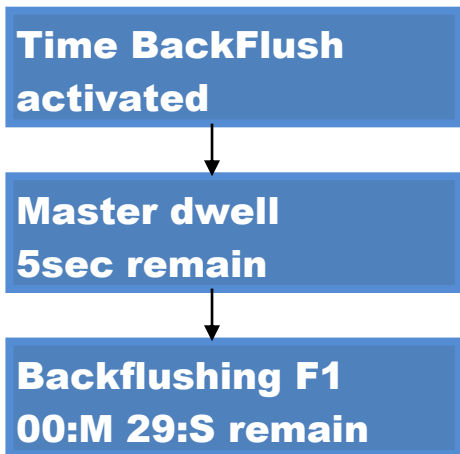 Time BackFlush
activated
Master dwell
5sec remain
Backflushing F1
00:M 29:S remain